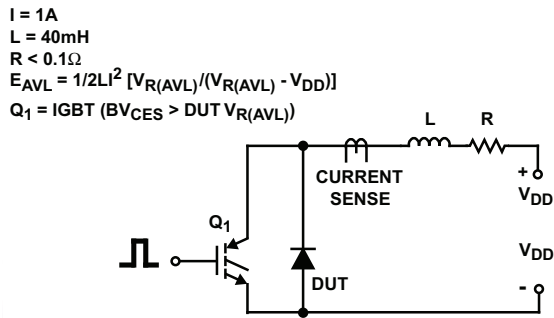 I = 1A
L = 40mH
R < 0.1Ω
EAVL = 1/2LI² [VR(AVL)/(VR(AVL) - VDD)]
Q1 = IGBT (BVCES > DUT VR(AVL))
L R
CURRENT
SENSE
+
VDD
Q1
VDD
DUT
-